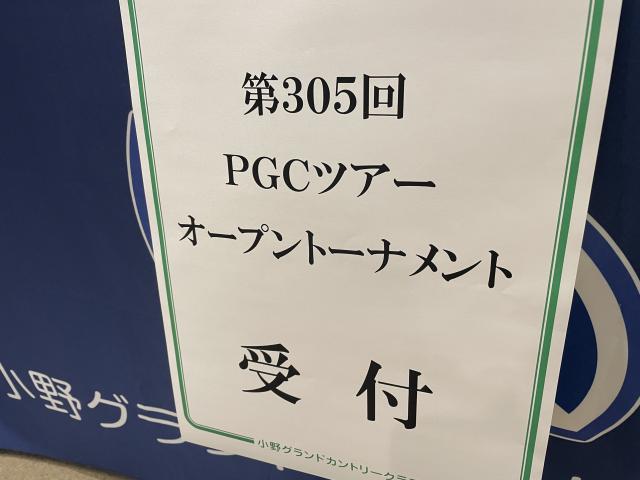 第305回
PGCツアー
オープントーナメント
受付
小野グランドカントリークラ
小野グラン